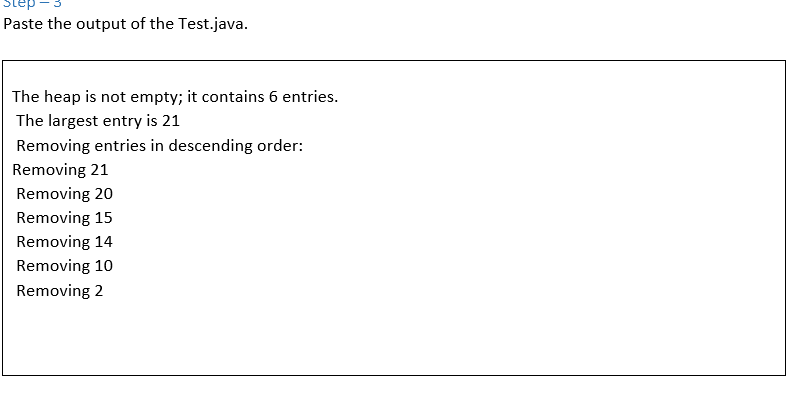 Step – 3
Paste the output of the Test.java.
The heap is not empty; it contains 6 entries.
The largest entry is 21
Removing entries in descending order:
Removing 21
Removing 20
Removing 15
Removing 14
Removing 10
Removing 2